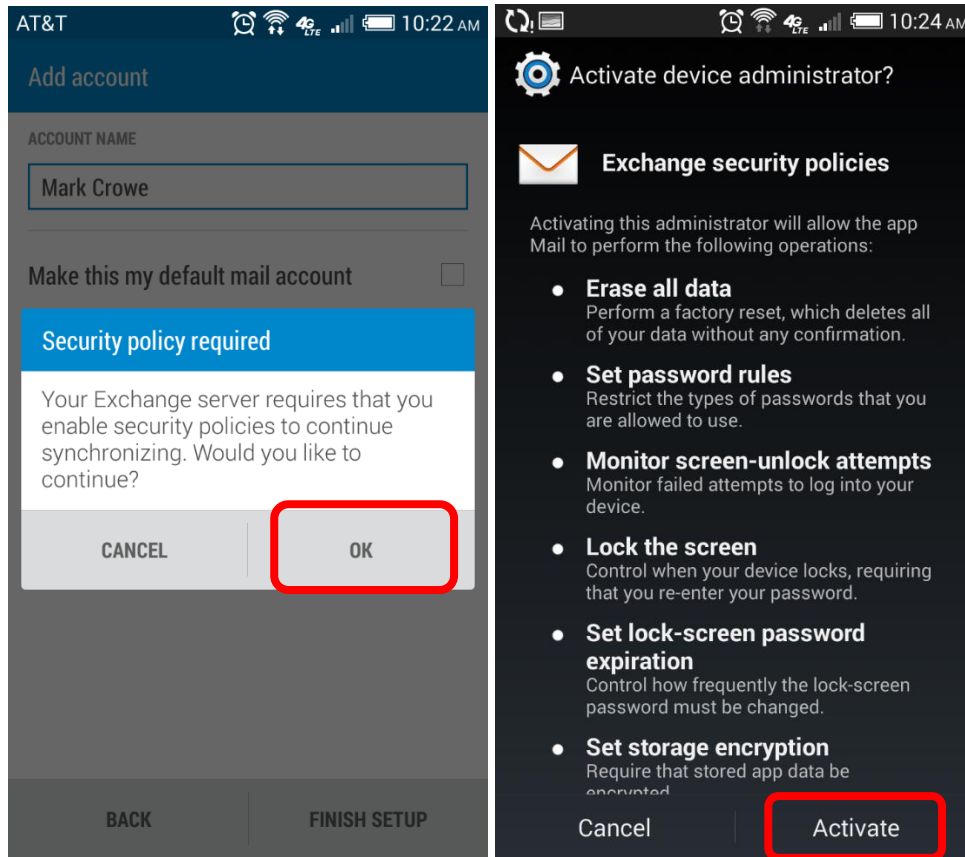 AT&T 4G LTE 10:22 AM
Add account
ACCOUNT NAME
Mark Crowe
Make this my default mail account
Security policy required
Your Exchange server requires that you
enable security policies to continue
synchronizing. Would you like to
continue?
CANCEL OK
BACK FINISH SETUP
4G LTE 10:24 AM
Activate device administrator?
Exchange security policies
Activating this administrator will allow the app
Mail to perform the following operations:
● Erase all data
Perform a factory reset, which deletes all
of your data without any confirmation.
● Set password rules
Restrict the types of passwords that you
are allowed to use.
● Monitor screen-unlock attempts
Monitor failed attempts to log into your
device.
● Lock the screen
Control when your device locks, requiring
that you re-enter your password.
● Set lock-screen password
expiration
Control how frequently the lock-screen
password must be changed.
● Set storage encryption
Require that stored app data be
encrypted
Cancel Activate